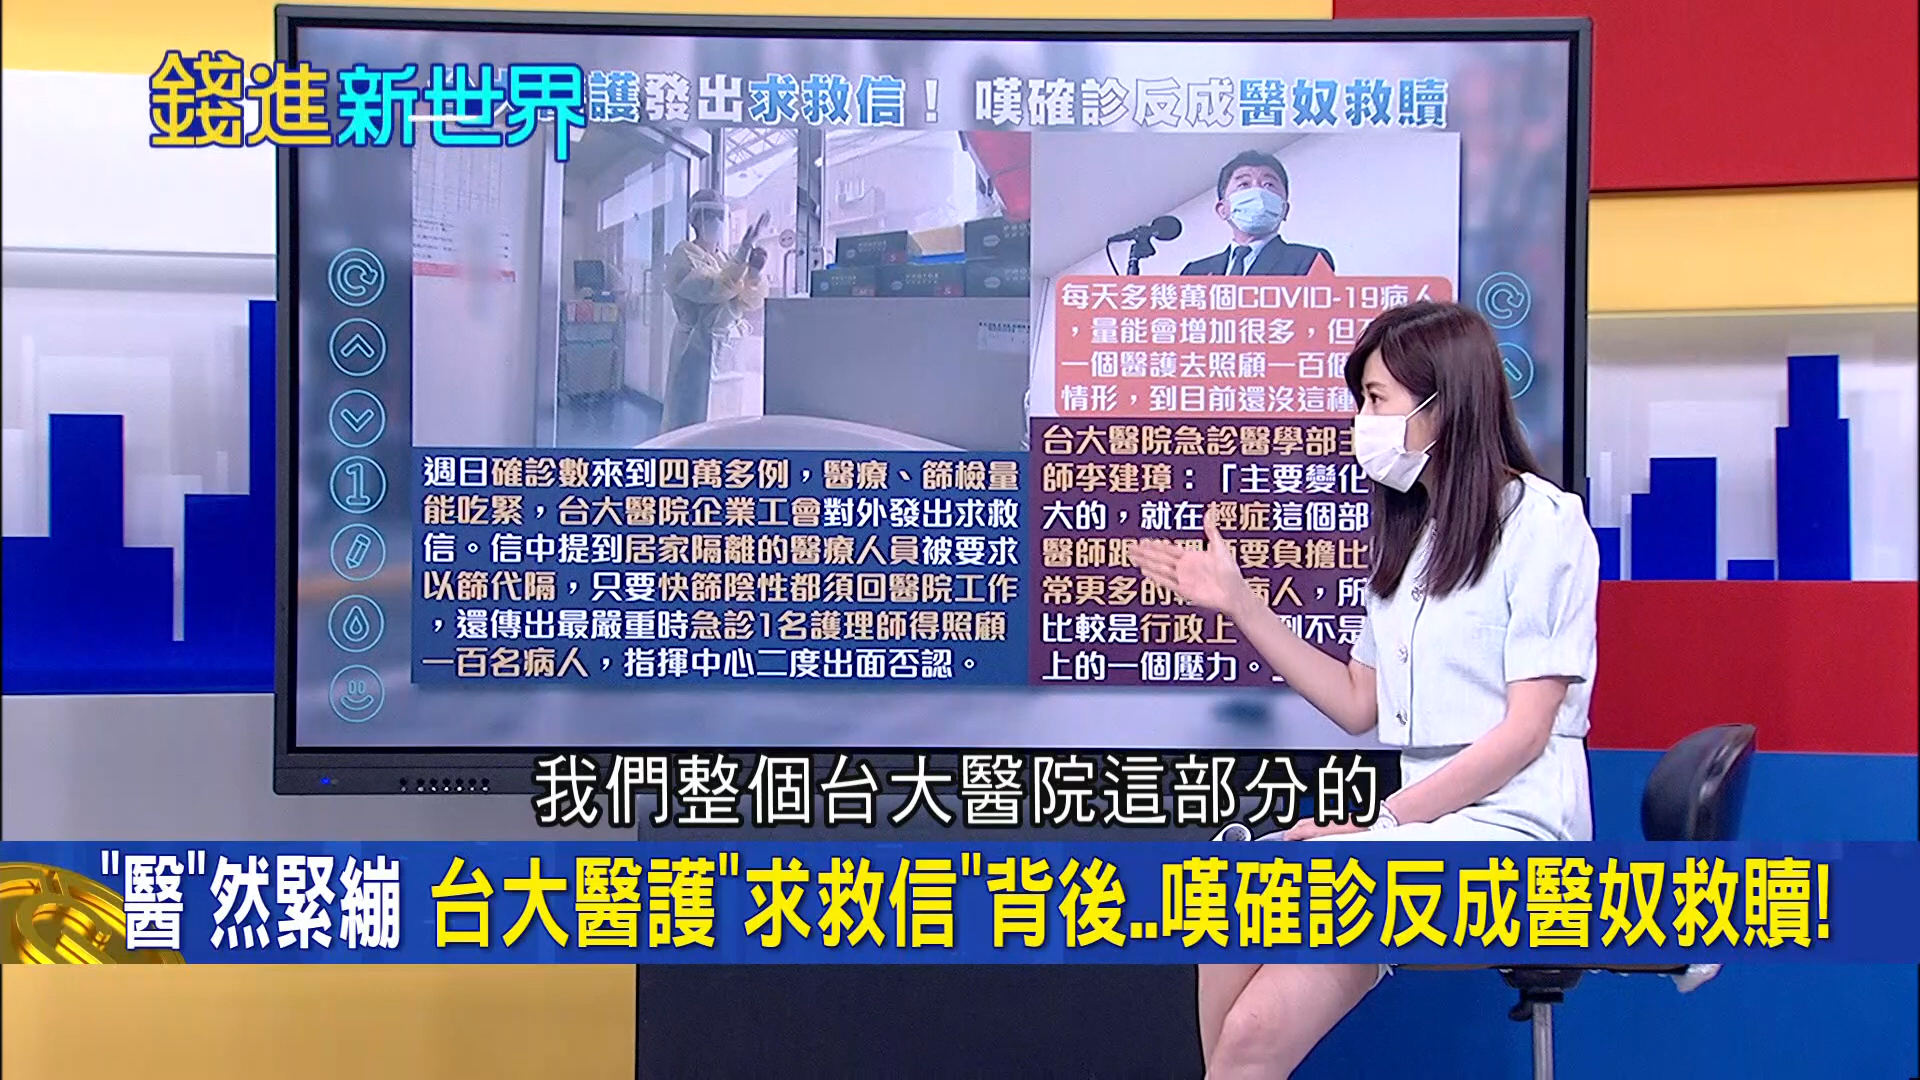 錢進新世界
護發出求救信！ 嘆確診反成醫奴救贖
每天多幾萬個COVID-19病人
，量能會增加很多，但
一個醫護去照顧一百個
情形，到目前還沒這種
週日確診數來到四萬多例，醫療、篩檢量
能吃緊，台大醫院企業工會對外發出求救
信。信中提到居家隔離的醫療人員被要求
以篩代隔，只要快篩陰性都須回醫院工作
，還傳出最嚴重時急診1名護理師得照顧
一百名病人，指揮中心二度出面否認。
台大醫院急診醫學部主
師李建璋：「主要變化
大的，就在輕症這個部
醫師跟 要負擔比
常更多的 病人，所
比較是行政上 到不是
上的一個壓力。
1
我們整個台大醫院這部分的
"醫"然緊繃 台大醫護"求救信"背後..嘆確診反成醫奴救贖!